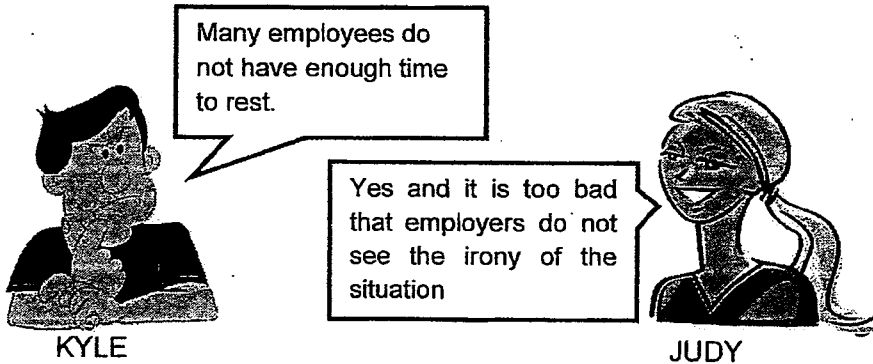 Many employees do
not have enough time
to rest.
Yes and it is too bad
that employers do not
see the irony of the
situation
KYLE
JUDY